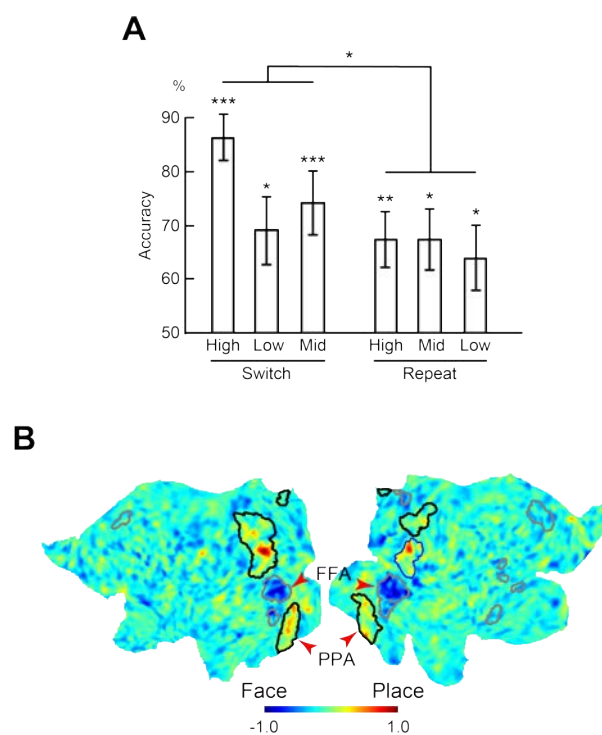 A
*
%
90
***
80
***
*
**
*
*
70
60
50
Accuracy
High Low Mid
High Mid Low
Switch
Repeat
B
FFA
PPA
Face
Place
-1.0
1.0